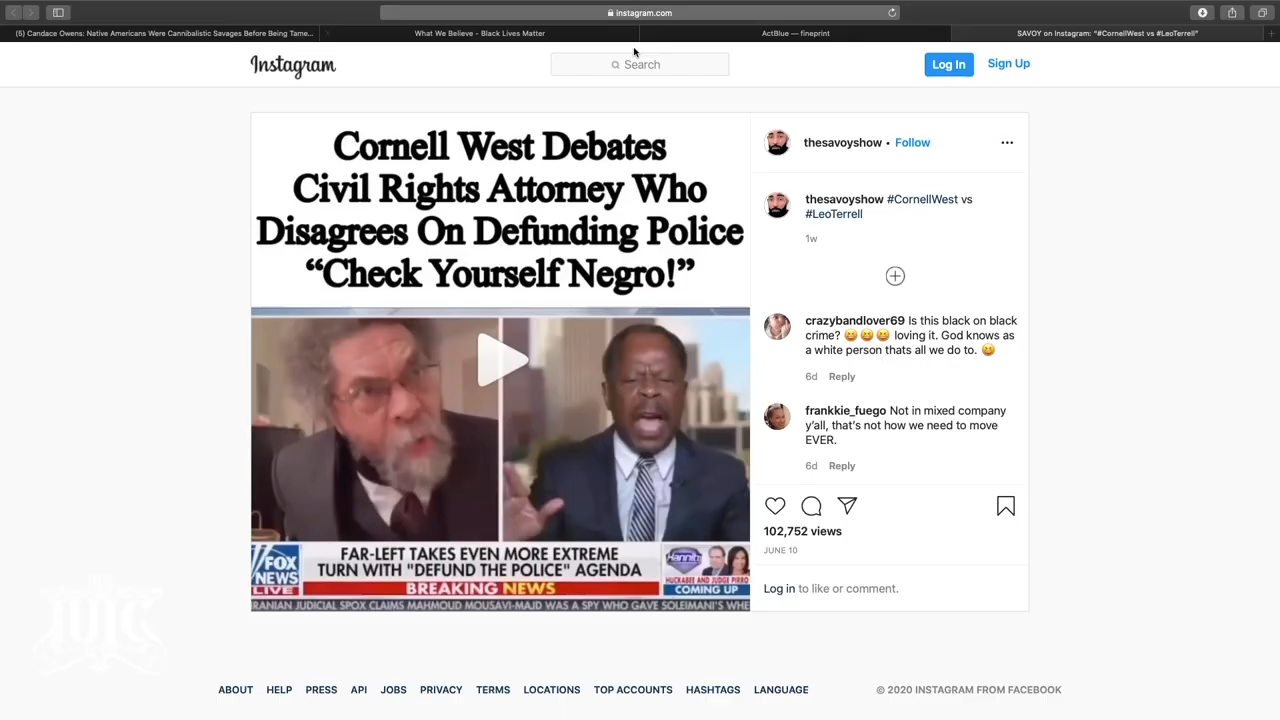 instagram.com
(5) Candace Owens: Native Americans Were Cannibalistic Savages Before Being Tame...
What We Believe - Black Lives Matter
ActBlue — fineprint
SAVOY on Instagram: “#CornellWest vs #LeoTerrell”
Instagram
Search
Log In
Sign Up
Cornell West Debates
Civil Rights Attorney Who
Disagrees On Defunding Police
“Check Yourself Negro!”
FAR-LEFT TAKES EVEN MORE EXTREME
TURN WITH "DEFUND THE POLICE" AGENDA
BREAKING NEWS
FOX
NEWS
LIVE
Hannity
HUCKABEE AND JUDGE PIRRO
COMING UP
RANIAN JUDICIAL SPOX CLAIMS MAHMOUD MOUSAVI-MAJD WAS A SPY WHO GAVE SOLEIMANI'S WHE
thesavoyshow • Follow
thesavoyshow #CornellWest vs
#LeoTerrell
1w
crazybandlover69 Is this black on black
crime? 😆😆😆 loving it. God knows as
a white person thats all we do to. 😆
6d Reply
frankkie_fuego Not in mixed company
y'all, that's not how we need to move
EVER.
6d Reply
102,752 views
JUNE 10
Log in to like or comment.
IUIC
ABOUT HELP PRESS API JOBS PRIVACY TERMS LOCATIONS TOP ACCOUNTS HASHTAGS LANGUAGE © 2020 INSTAGRAM FROM FACEBOOK